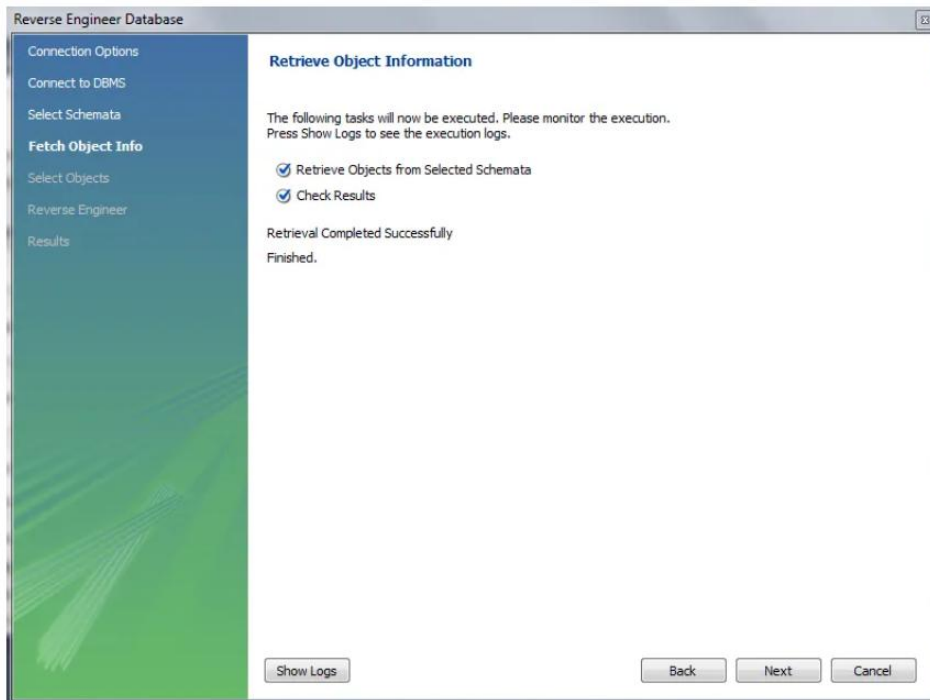 Reverse Engineer Database
Connection Options
Connect to DBMS
Select Schemata
Fetch Object Info
Select Objects
Reverse Engineer
Results
Retrieve Object Information
The following tasks will now be executed. Please monitor the execution.
Press Show Logs to see the execution logs.
Retrieve Objects from Selected Schemata
Check Results
Retrieval Completed Successfully
Finished.
Show Logs
Back
Next
Cancel